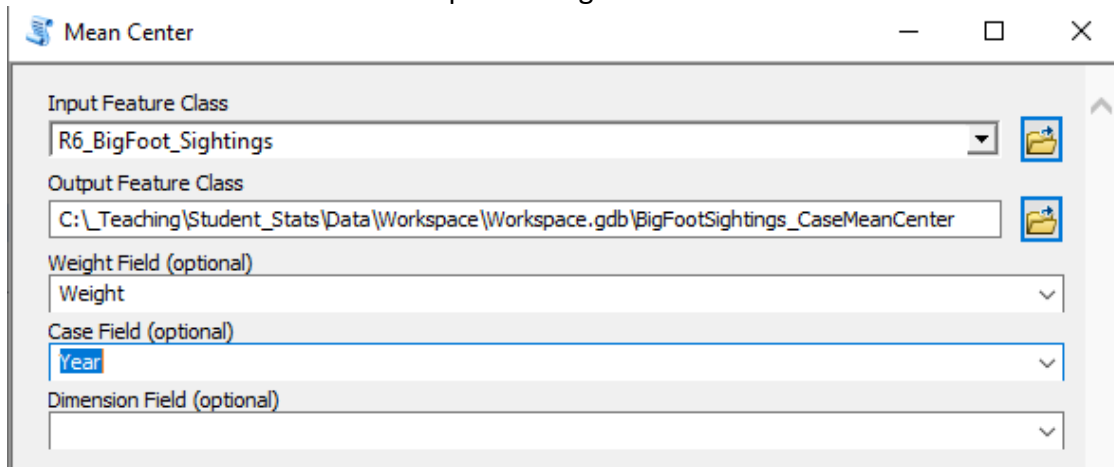 Mean Center
Input Feature Class
R6_BigFoot_Sightings
Output Feature Class
C:\_Teaching\Student_Stats\Data\Workspace\Workspace.gdb\BigFootSightings_CaseMeanCenter
Weight Field (optional)
Weight
Case Field (optional)
Year
Dimension Field (optional)